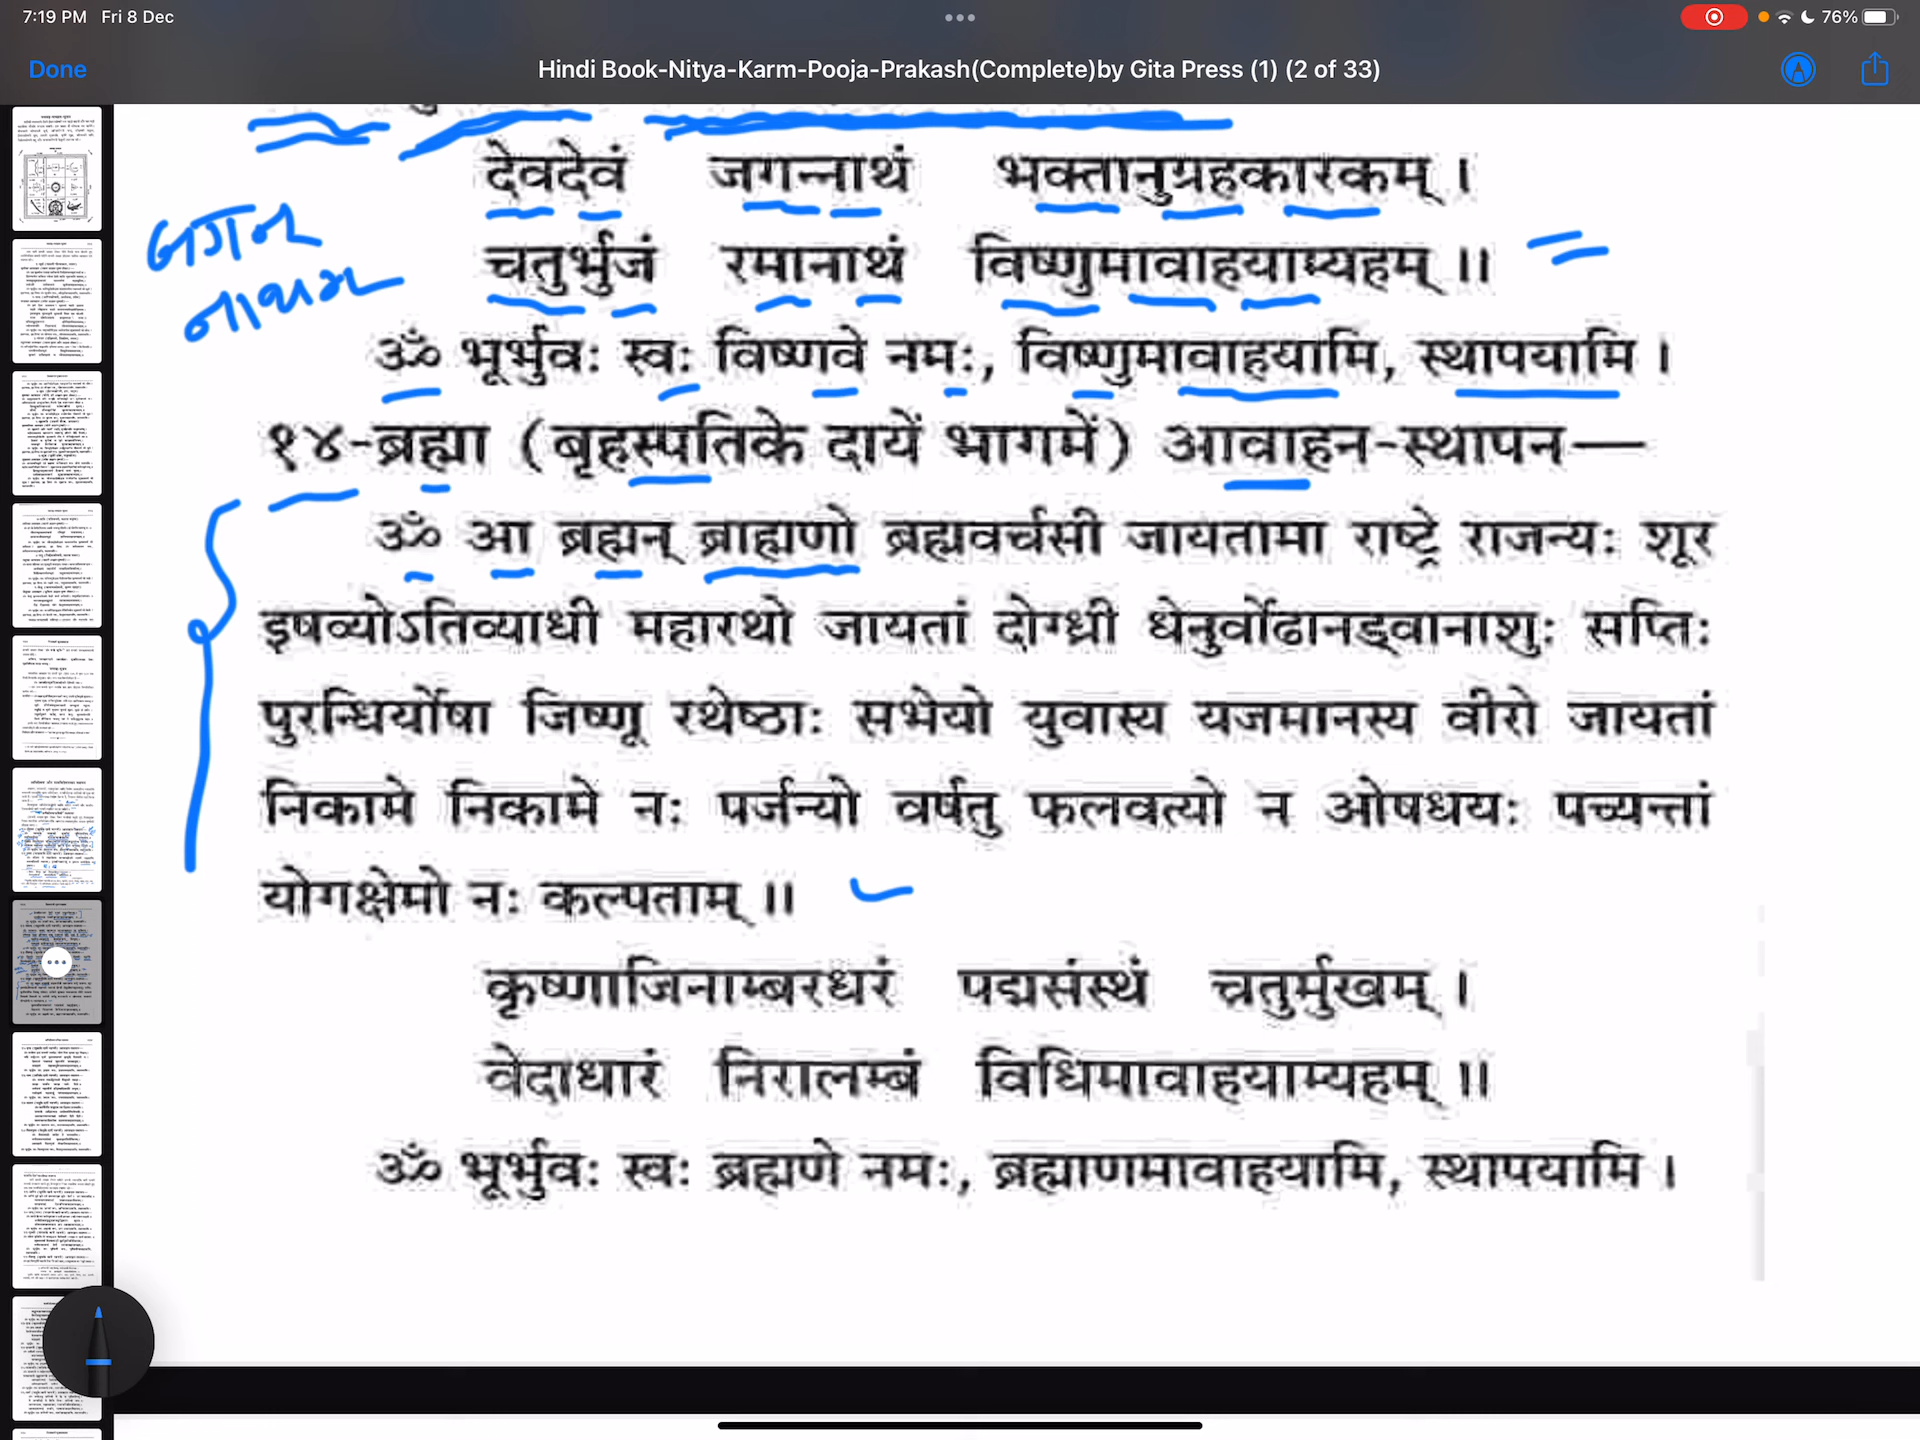 7:19 PM Fri 8 Dec
76%
Done
Hindi Book-Nitya-Karm-Pooja-Prakash(Complete)by Gita Press (1) (2 of 33)
देवदेवं जगन्नाथं भक्तानुग्रहकारकम् ।
चतुर्भुजं रमानाथं विष्णुमावाहयाम्यहम् ।।
ॐ भूर्भुवः स्वः विष्णवे नमः, विष्णुमावाहयामि, स्थापयामि ।
१४-ब्रह्मा (बृहस्पतिके दायें भागमें) आवाहन-स्थापन—
ॐ आ ब्रह्मन् ब्राह्मणो ब्रह्मवर्चसी जायतामा राष्ट्रे राजन्यः शूर
इषव्योऽतिव्याधी महारथो जायतां दोग्ध्री धेनुर्वोढानड्वानाशुः सप्तिः
पुरन्धिर्योषा जिष्णू रथेष्ठाः सभेयो युवास्य यजमानस्य वीरो जायतां
निकामे निकामे नः पर्जन्यो वर्षतु फलवत्यो न ओषधयः पच्यन्तां
योगक्षेमो नः कल्पताम् ।।
कृष्णाजिनाम्बरधरं पद्मसंस्थं चतुर्मुखम् ।
वेदाधारं निरालम्बं विधिमावाहयाम्यहम् ।।
ॐ भूर्भुवः स्वः ब्रह्मणे नमः, ब्रह्माणमावाहयामि, स्थापयामि ।